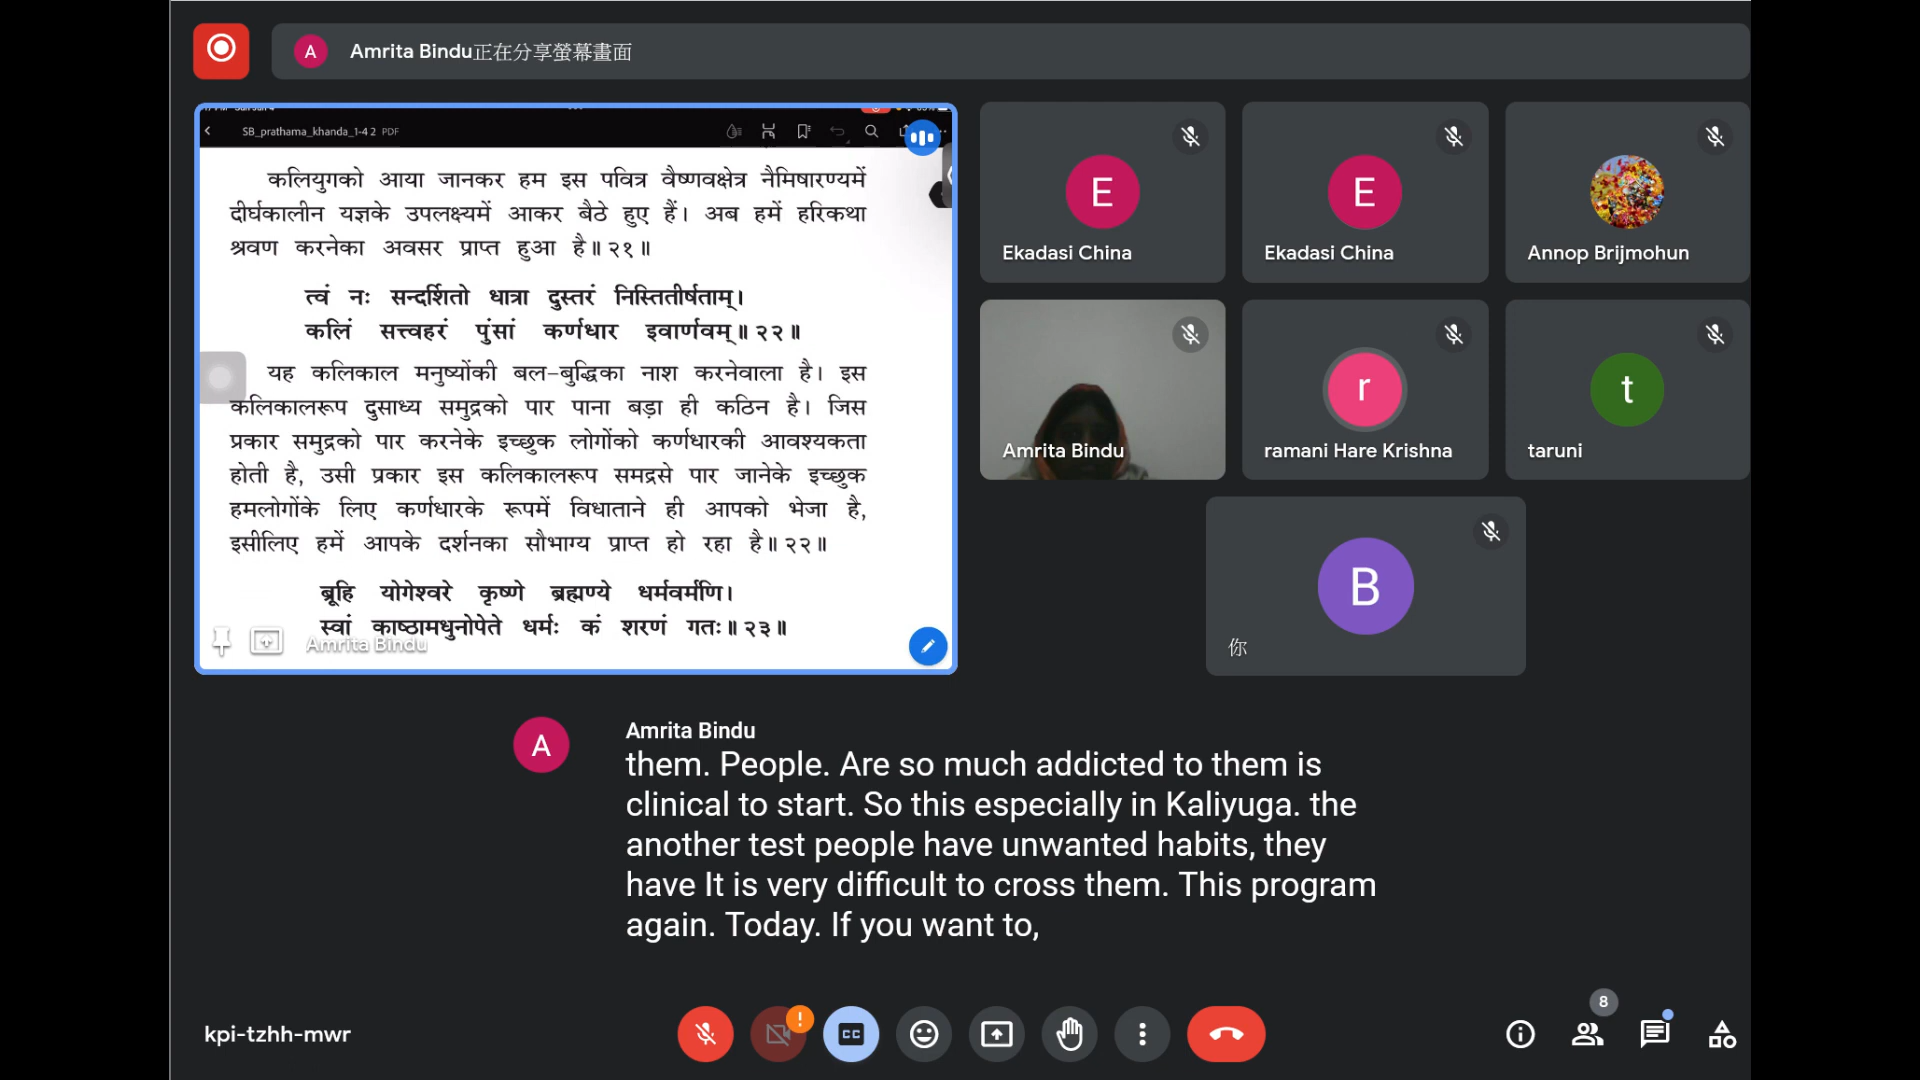 A Amrita Bindu正在分享螢幕畫面
SB_prathama_khanda_1-4 2 PDF
कलियुगको आया जानकर हम इस पवित्र वैष्णवक्षेत्र नैमिषारण्यमें
दीर्घकालीन यज्ञके उपलक्ष्यमें आकर बैठे हुए हैं। अब हमें हरिकथा
श्रवण करनेका अवसर प्राप्त हुआ है॥२१॥
त्वं नः सन्दर्शितो धात्रा दुस्तरं निस्तितीर्षताम्।
कलिं सत्त्वहरं पुंसां कर्णधार इवार्णवम्॥२२॥
यह कलिकाल मनुष्योंकी बल-बुद्धिका नाश करनेवाला है। इस
कलिकालरूप दुसाध्य समुद्रको पार पाना बड़ा ही कठिन है। जिस
प्रकार समुद्रको पार करनेके इच्छुक लोगोंको कर्णधारकी आवश्यकता
होती है, उसी प्रकार इस कलिकालरूप समद्रसे पार जानेके इच्छुक
हमलोगोंके लिए कर्णधारके रूपमें विधाताने ही आपको भेजा है,
इसीलिए हमें आपके दर्शनका सौभाग्य प्राप्त हो रहा है॥२२॥
ब्रूहि योगेश्वरे कृष्णे ब्रह्मण्ये धर्मवर्मणि।
स्वां काष्ठामधुनोपेते धर्मः कं शरणं गतः॥२३॥
Amrita Bindu
E
Ekadasi China
E
Ekadasi China
Annop Brijmohun
Amrita Bindu
r
ramani Hare Krishna
t
taruni
B
你
A
Amrita Bindu
them. People. Are so much addicted to them is
clinical to start. So this especially in Kaliyuga. the
another test people have unwanted habits, they
have It is very difficult to cross them. This program
again. Today. If you want to,
kpi-tzhh-mwr
!
CC
8